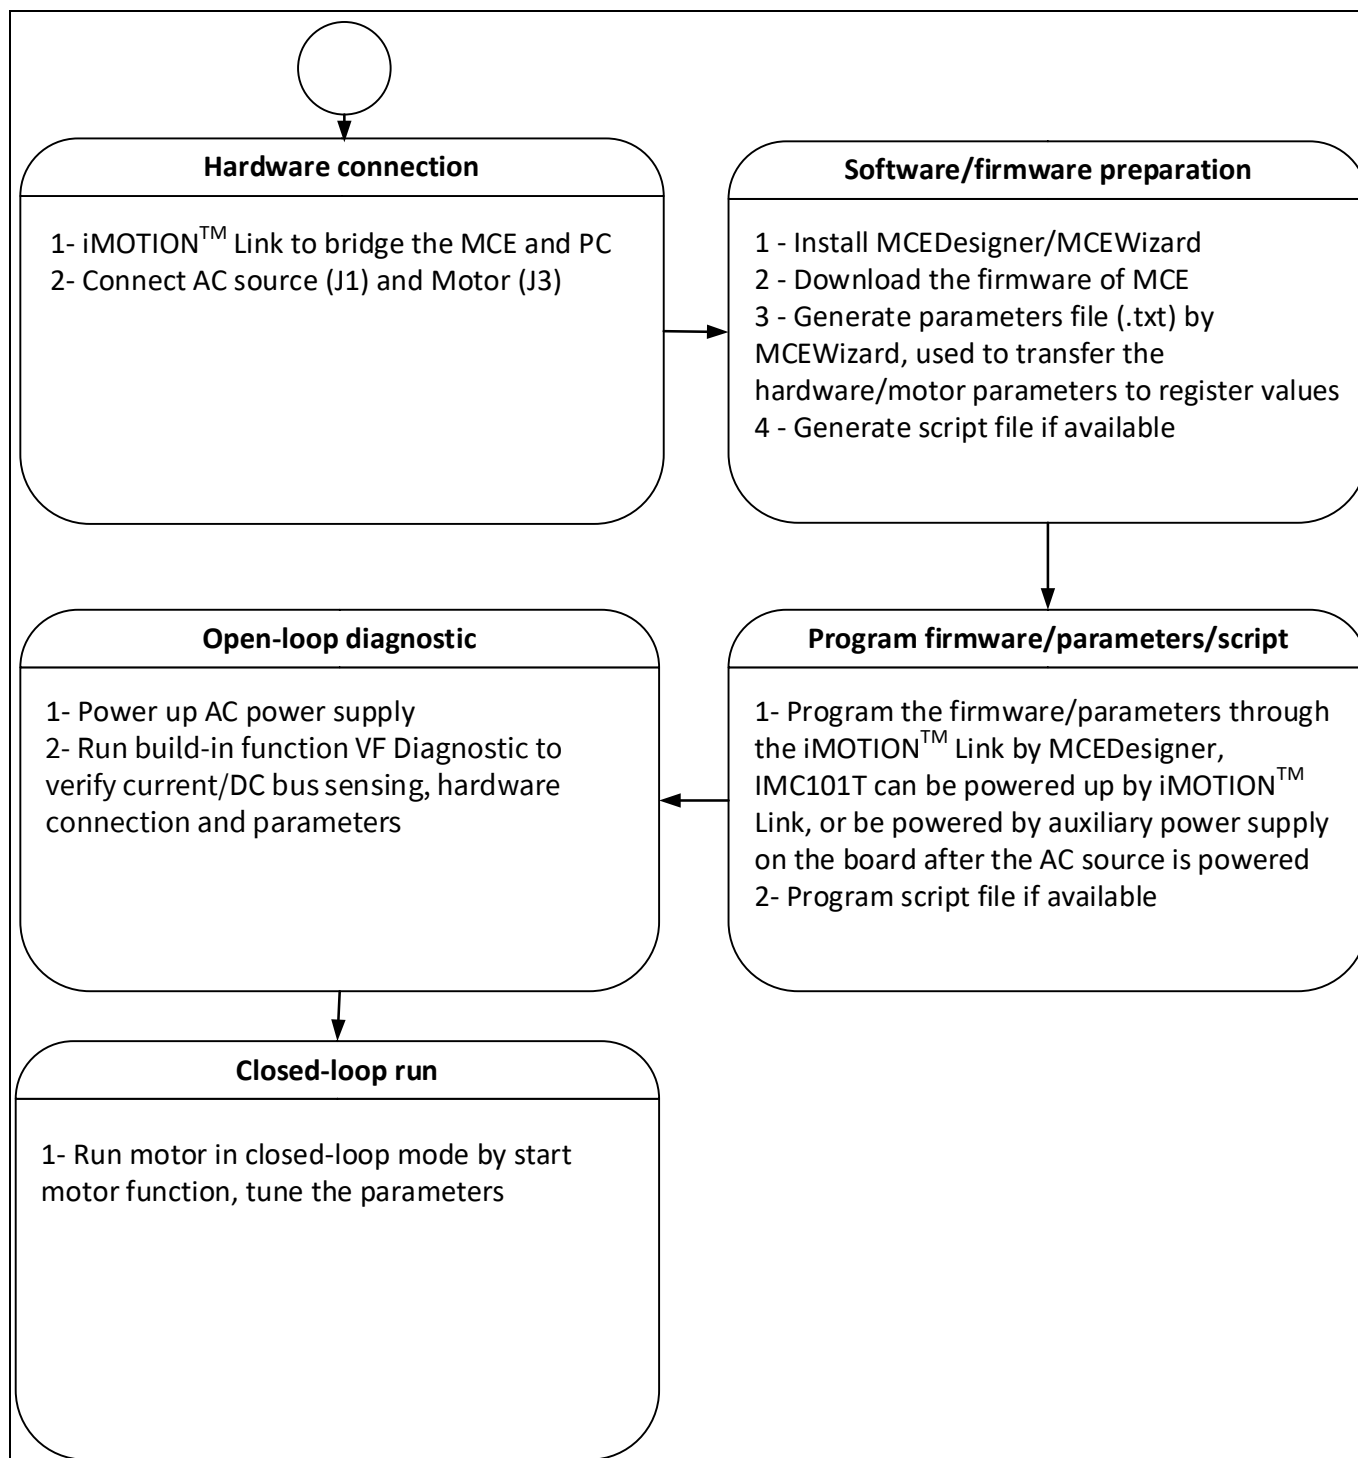 Hardware connection
1- iMOTION™ Link to bridge the MCE and PC
2- Connect AC source (J1) and Motor (J3)
Software/firmware preparation
1 - Install MCEDesigner/MCEWizard
2 - Download the firmware of MCE
3 - Generate parameters file (.txt) by
MCEWizard, used to transfer the
hardware/motor parameters to register values
4 - Generate script file if available
Program firmware/parameters/script
1- Program the firmware/parameters through
the iMOTION™ Link by MCEDesigner,
IMC101T can be powered up by iMOTION™
Link, or be powered by auxiliary power supply
on the board after the AC source is powered
2- Program script file if available
Open-loop diagnostic
1- Power up AC power supply
2- Run build-in function VF Diagnostic to
verify current/DC bus sensing, hardware
connection and parameters
Closed-loop run
1- Run motor in closed-loop mode by start
motor function, tune the parameters